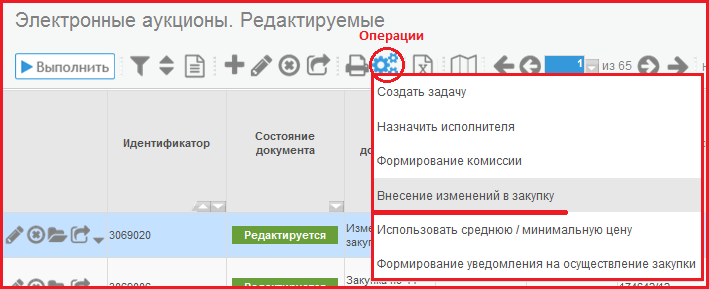 Электронные аукционы. Редактируемые
Операции
Выполнить
1
из 65
Создать задачу
Назначить исполнителя
Формирование комиссии
Внесение изменений в закупку
Использовать среднюю / минимальную цену
Формирование уведомления на осуществление закупки
Идентификатор
Состояние
документа
3069020
Редактируется